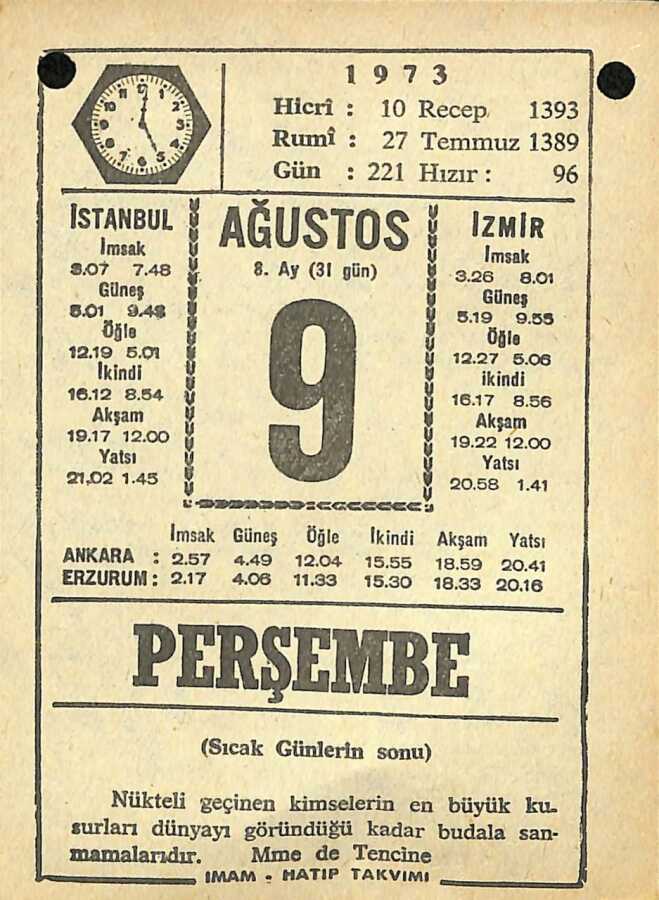 1973
Hicrî : 10 Recep 1393
Rumî : 27 Temmuz 1389
Gün : 221 Hızır : 96
İSTANBUL
İmsak
3.07 7.48
Güneş
5.01 9.43
Öğle
12.19 5.01
İkindi
16.12 8.54
Akşam
19.17 12.00
Yatsı
21.02 1.45
AĞUSTOS
8. Ay (31 gün)
9
İZMİR
İmsak
3.26 8.01
Güneş
5.19 9.55
Öğle
12.27 5.06
ikindi
16.17 8.56
Akşam
19.22 12.00
Yatsı
20.58 1.41
İmsak Güneş Öğle İkindi Akşam Yatsı
ANKARA : 2.57 4.49 12.04 15.55 18.59 20.41
ERZURUM : 2.17 4.06 11.33 15.30 18.33 20.16
PERŞEMBE
(Sıcak Günlerin sonu)
Nükteli geçinen kimselerin en büyük ku-
surları dünyayı göründüğü kadar budala san-
mamalarıdır. Mme de Tencine
İMAM - HATİP TAKVİMİ